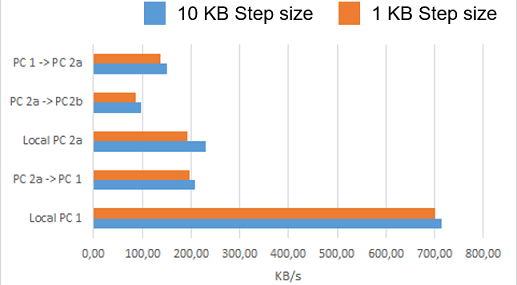 10 KB Step size 1 KB Step size
PC 1 -> PC 2a
PC 2a -> PC2b
Local PC 2a
PC 2a -> PC 1
Local PC 1
0,00 100,00 200,00 300,00 400,00 500,00 600,00 700,00 800,00
KB/s